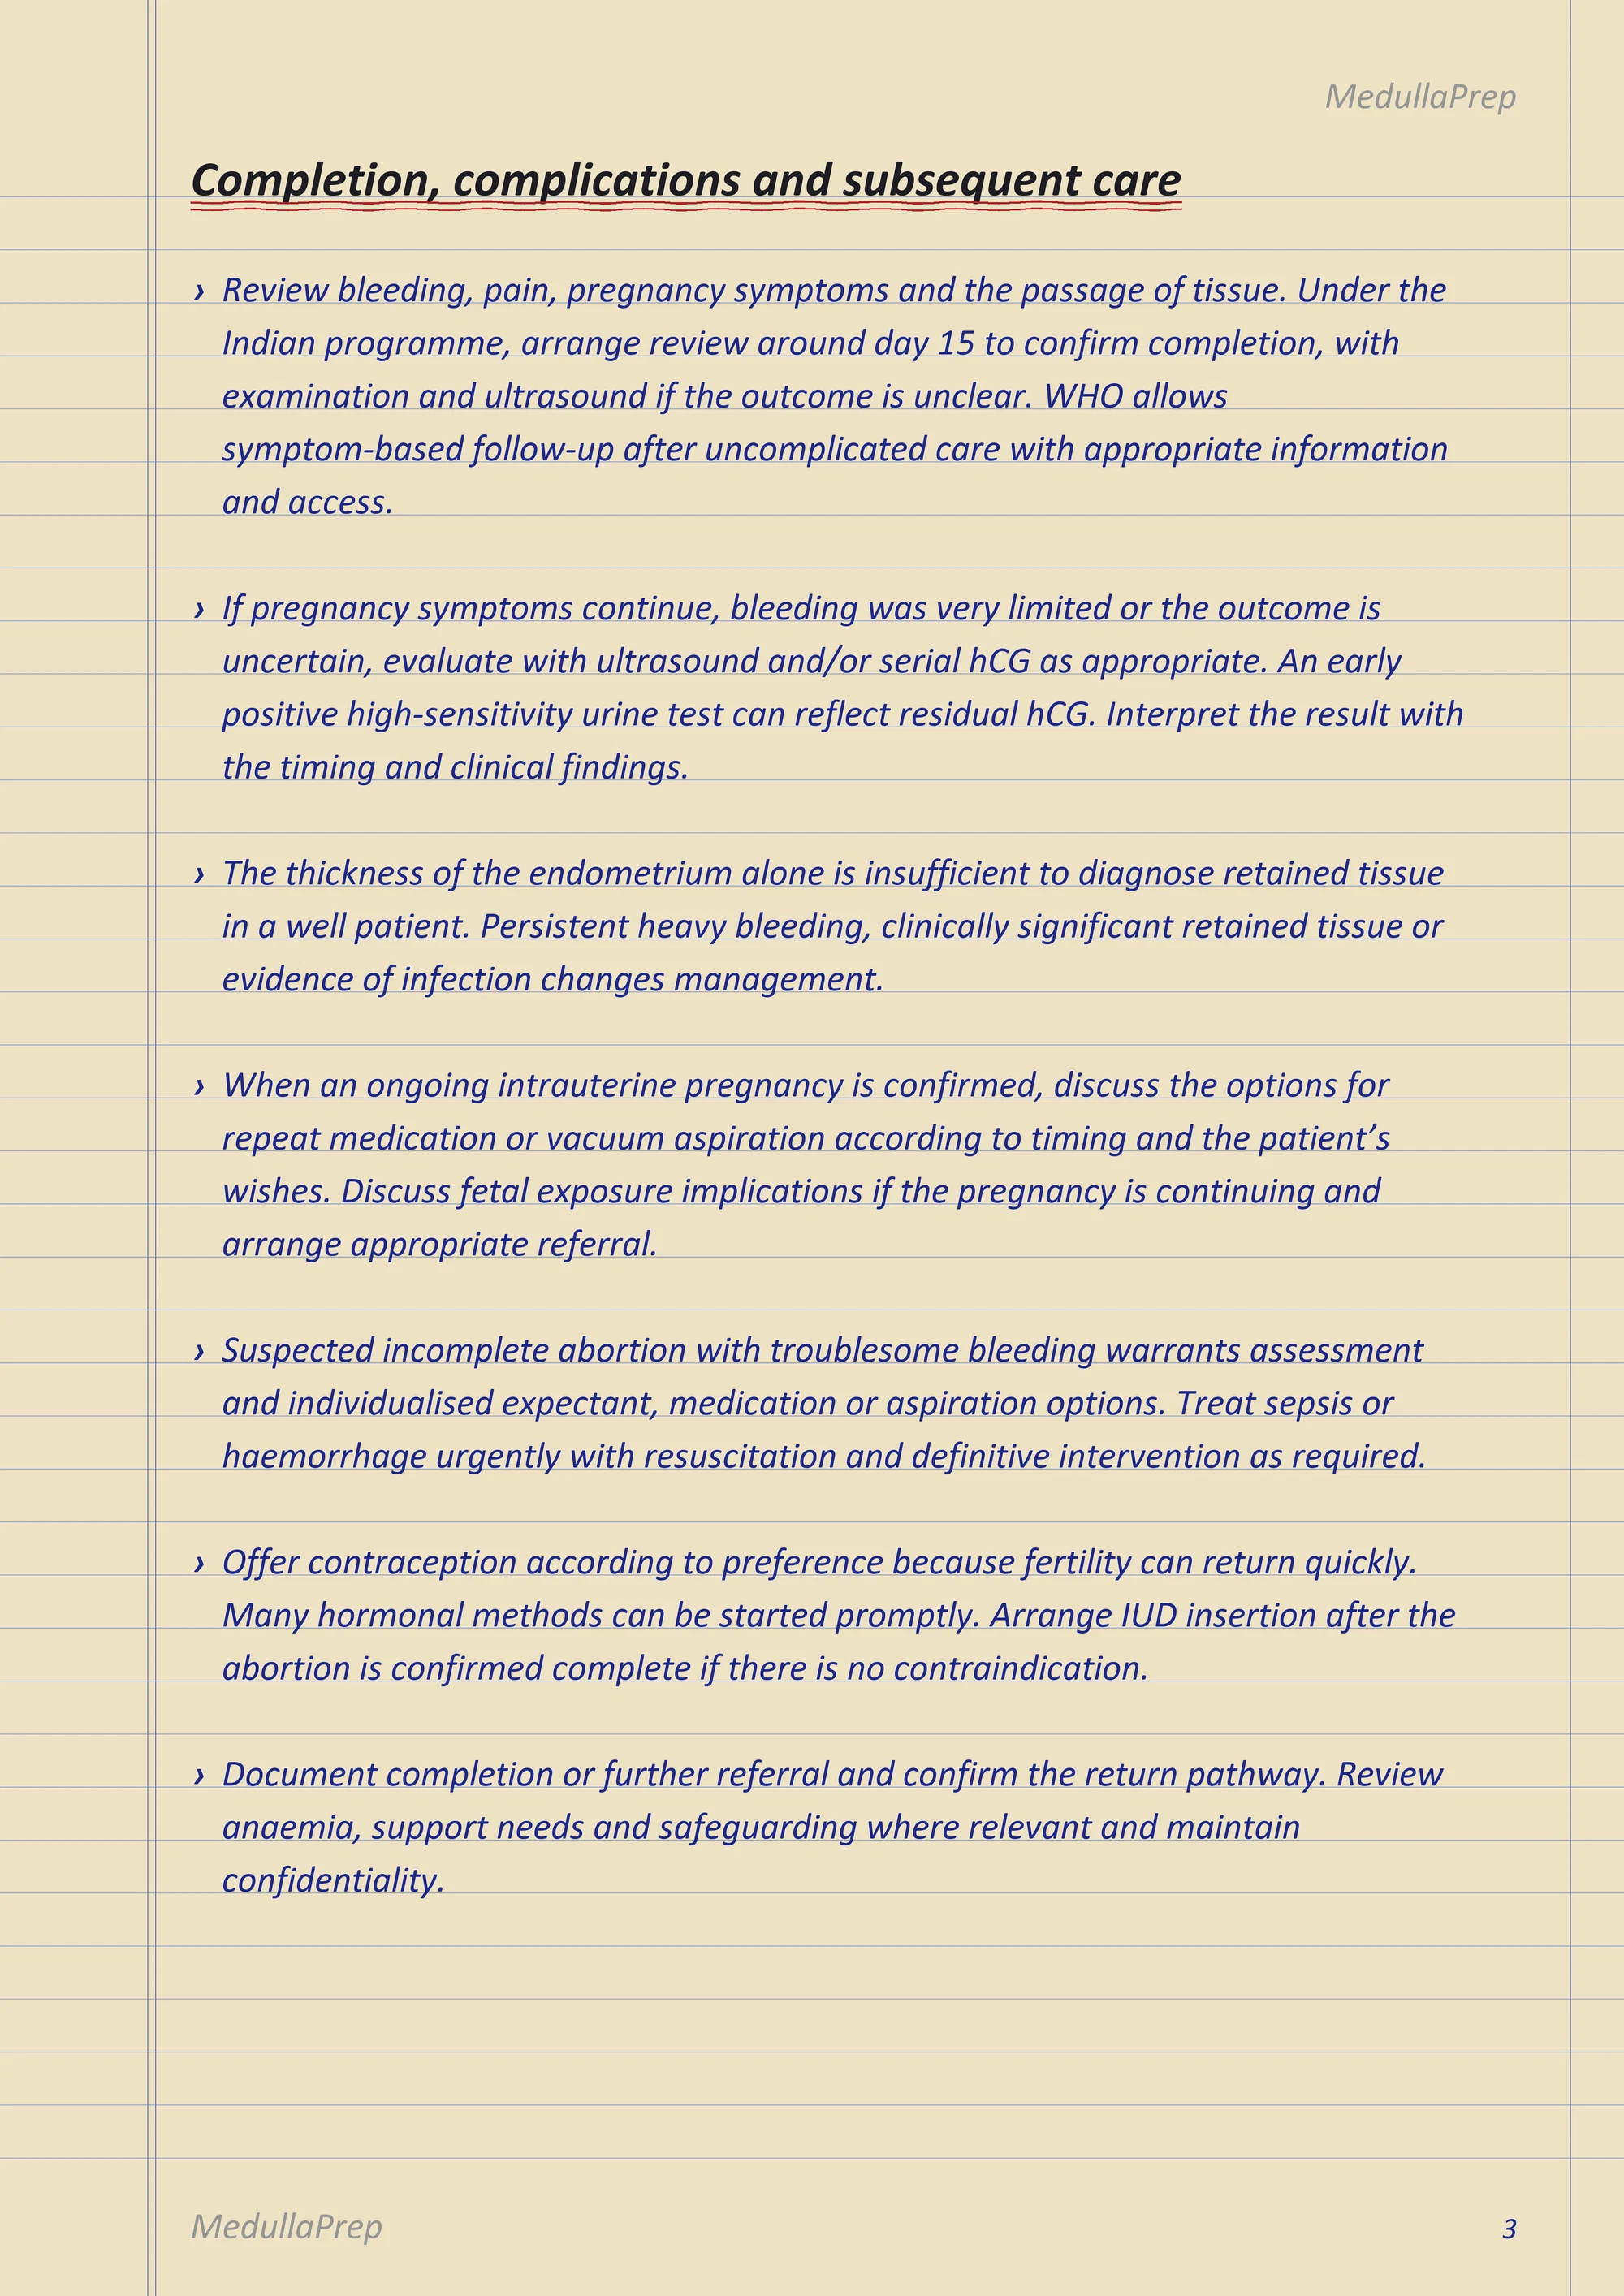 MedullaPrep
Completion, complications and subsequent care
› Review bleeding, pain, pregnancy symptoms and the passage of tissue. Under the
Indian programme, arrange review around day 15 to confirm completion, with
examination and ultrasound if the outcome is unclear. WHO allows
symptom-based follow-up after uncomplicated care with appropriate information
and access.
› If pregnancy symptoms continue, bleeding was very limited or the outcome is
uncertain, evaluate with ultrasound and/or serial hCG as appropriate. An early
positive high-sensitivity urine test can reflect residual hCG. Interpret the result with
the timing and clinical findings.
› The thickness of the endometrium alone is insufficient to diagnose retained tissue
in a well patient. Persistent heavy bleeding, clinically significant retained tissue or
evidence of infection changes management.
› When an ongoing intrauterine pregnancy is confirmed, discuss the options for
repeat medication or vacuum aspiration according to timing and the patient’s
wishes. Discuss fetal exposure implications if the pregnancy is continuing and
arrange appropriate referral.
› Suspected incomplete abortion with troublesome bleeding warrants assessment
and individualised expectant, medication or aspiration options. Treat sepsis or
haemorrhage urgently with resuscitation and definitive intervention as required.
› Offer contraception according to preference because fertility can return quickly.
Many hormonal methods can be started promptly. Arrange IUD insertion after the
abortion is confirmed complete if there is no contraindication.
› Document completion or further referral and confirm the return pathway. Review
anaemia, support needs and safeguarding where relevant and maintain
confidentiality.
MedullaPrep
3